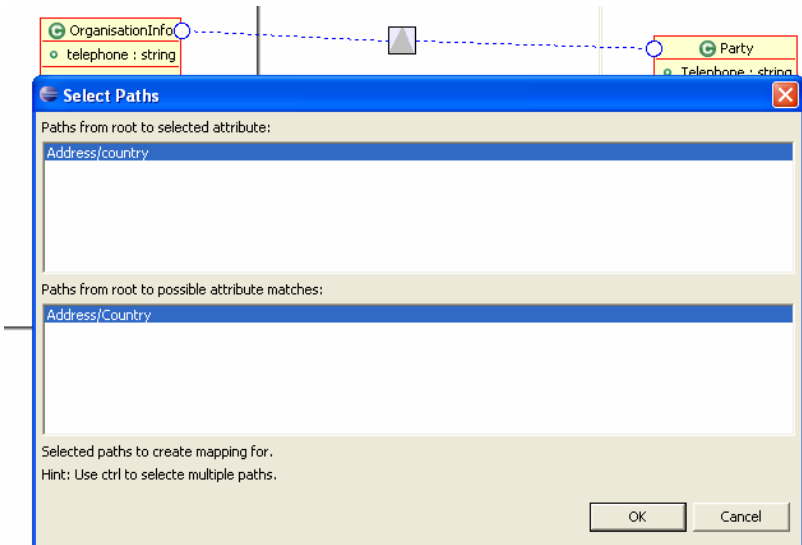 OrganisationInfo
telephone : string
Party
Telephone : string
Select Paths
Paths from root to selected attribute:
Address/country
Paths from root to possible attribute matches:
Address/Country
Selected paths to create mapping for.
Hint: Use ctrl to selecte multiple paths.
OK Cancel